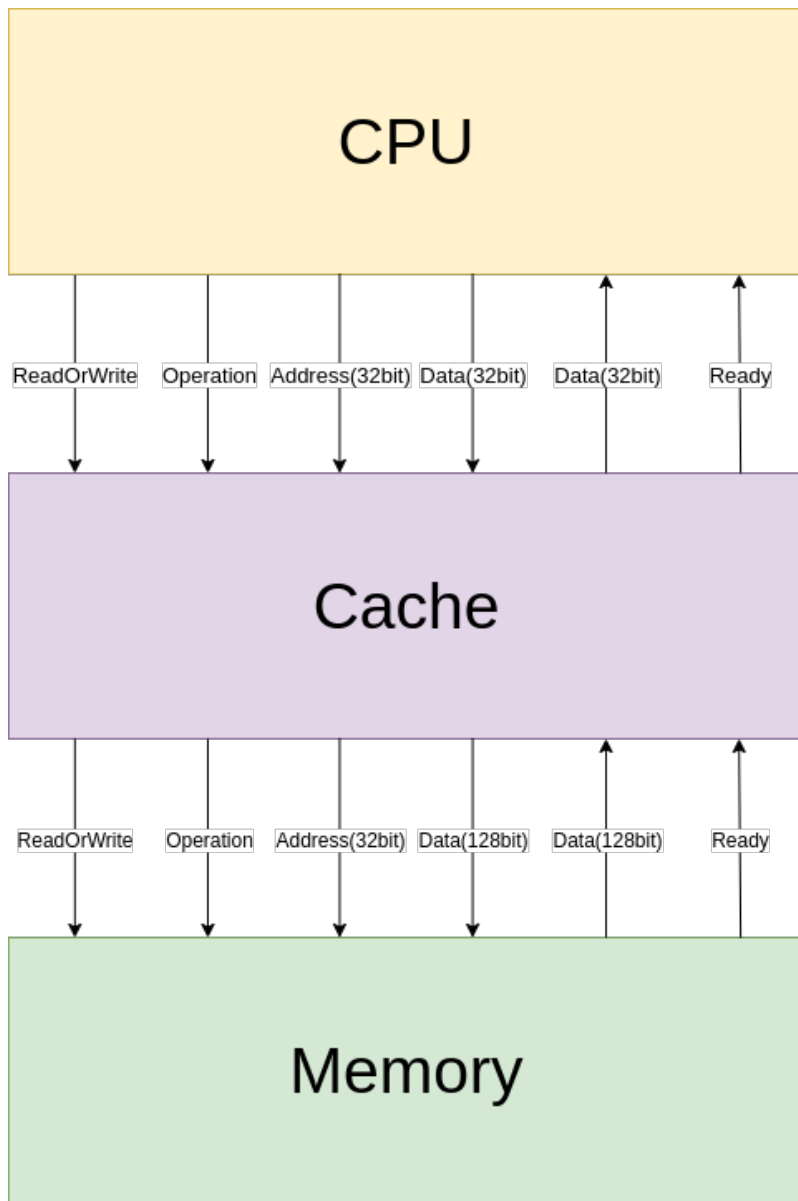 CPU
ReadOrWrite
Operation
Address(32bit)
Data(32bit)
Data(32bit)
Ready
Cache
ReadOrWrite
Operation
Address(32bit)
Data(128bit)
Data(128bit)
Ready
Memory